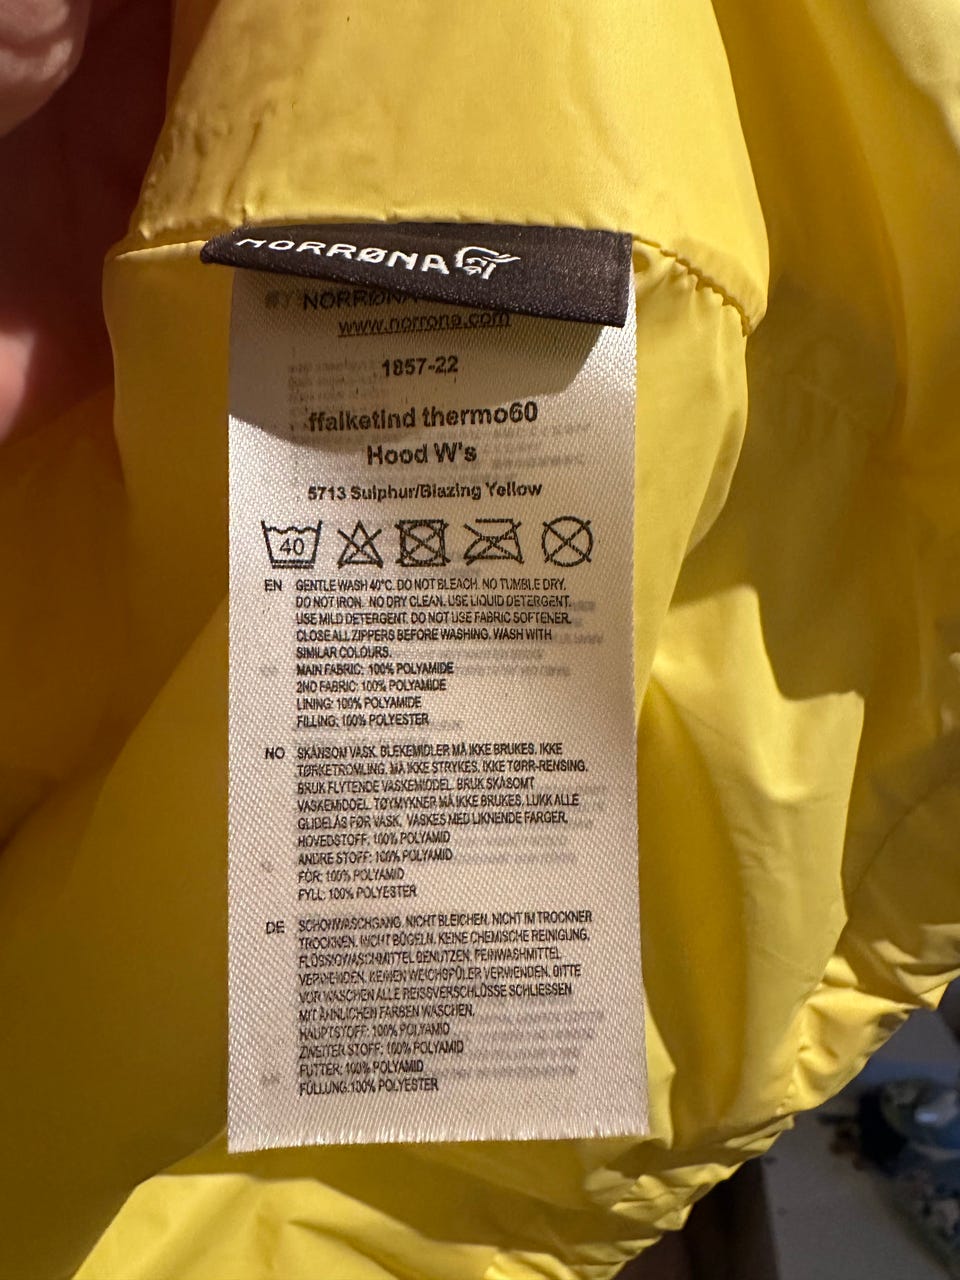 NORRØNA
BY NORRØNA
www.norrona.com
1857-22
ffalketind thermo60
Hood W's
5713 Sulphur/Blazing Yellow
40
EN GENTLE WASH 40°C. DO NOT BLEACH. NO TUMBLE DRY.
DO NOT IRON. NO DRY CLEAN. USE LIQUID DETERGENT.
USE MILD DETERGENT. DO NOT USE FABRIC SOFTENER.
CLOSE ALL ZIPPERS BEFORE WASHING. WASH WITH
SIMILAR COLOURS.
MAIN FABRIC: 100% POLYAMIDE
2ND FABRIC: 100% POLYAMIDE
LINING: 100% POLYAMIDE
FILLING: 100% POLYESTER
NO SKÅNSOM VASK. BLEKEMIDLER MÅ IKKE BRUKES. IKKE
TØRKETROMLING. MÅ IKKE STRYKES. IKKE TØRR-RENSING.
BRUK FLYTENDE VASKEMIDDEL. BRUK SKÅSOMT
VASKEMIDDEL. TØYMYKNER MÅ IKKE BRUKES. LUKK ALLE
GLIDELÅS FØR VASK. VASKES MED LIKNENDE FARGER.
HOVEDSTOFF: 100% POLYAMID
ANDRE STOFF: 100% POLYAMID
FÔR: 100% POLYAMID
FYLL: 100% POLYESTER
DE SCHONWASCHGANG. NICHT BLEICHEN. NICHT IM TROCKNER
TROCKNEN. NICHT BÜGELN. KEINE CHEMISCHE REINIGUNG.
FLÜSSIGWASCHMITTEL BENUTZEN. FEINWASHMITTEL
VERWENDEN. KEINEN WEICHSPÜLER VERWENDEN. BITTE
VOR WASCHEN ALLE REISSVERSCHLÜSSE SCHLIESSEN
MIT ÄHNLICHEN FARBEN WASCHEN.
HAUPTSTOFF: 100% POLYAMID
ZWEITER STOFF: 100% POLYAMID
FUTTER: 100% POLYAMID
FÜLLUNG: 100% POLYESTER